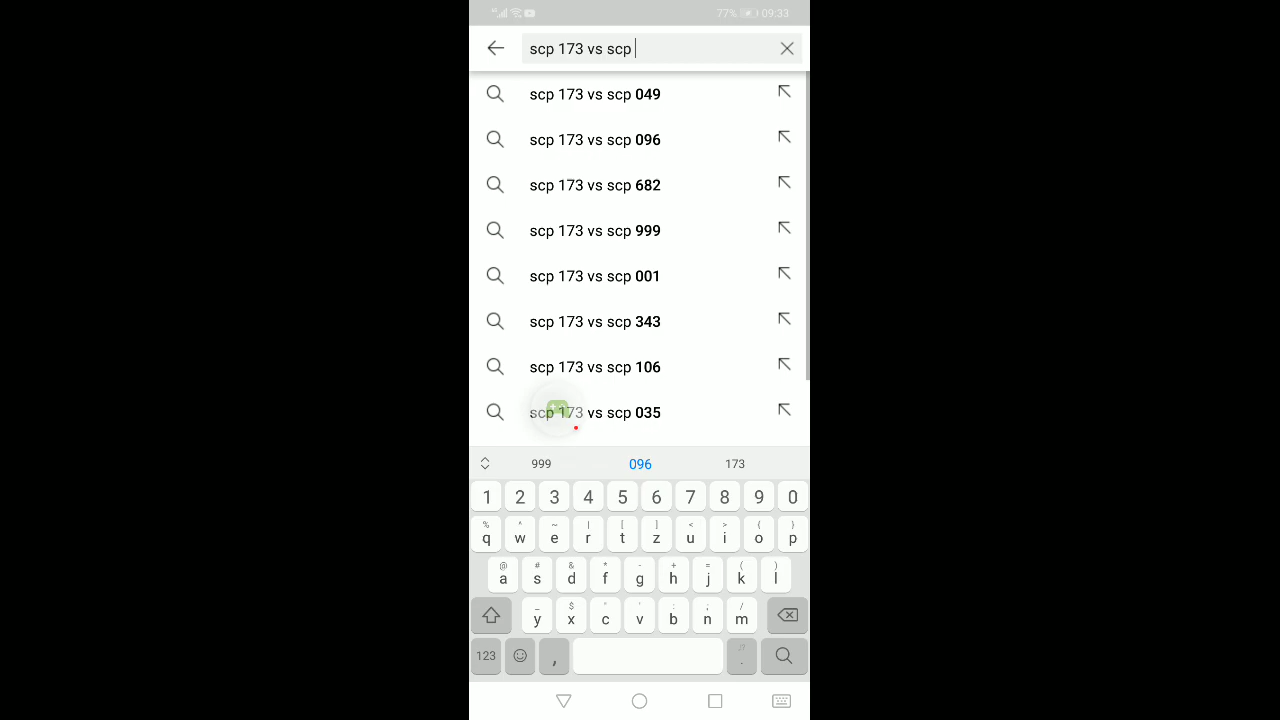 77% 09:33
scp 173 vs scp
scp 173 vs scp 049
scp 173 vs scp 096
scp 173 vs scp 682
scp 173 vs scp 999
scp 173 vs scp 001
scp 173 vs scp 343
scp 173 vs scp 106
scp 173 vs scp 035
999 096 173
1 2 3 4 5 6 7 8 9 0
% ^ ~ | [ ] < > { }
q w e r t z u i o p
@ # & * - + = ( )
a s d f g h j k l
_ $ " ' : ; /
y x c v b n m
!?
123 , .